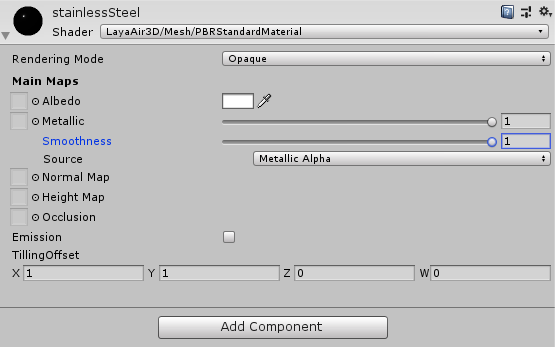 stainlessSteel
Shader LayaAir3D/Mesh/PBRStandardMaterial
Rendering Mode Opaque
Main Maps
Albedo
Metallic 1
Smoothness 1
Source Metallic Alpha
Normal Map
Height Map
Occlusion
Emission
TillingOffset
X 1 Y 1 Z 0 W 0
Add Component